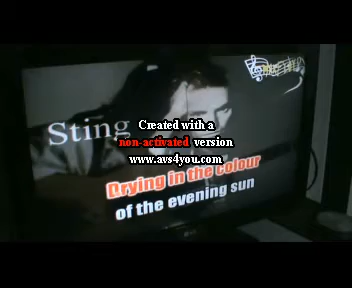 Sting
Created with a
non-activated version
www.avs4you.com
Drying in the colour
of the evening sun